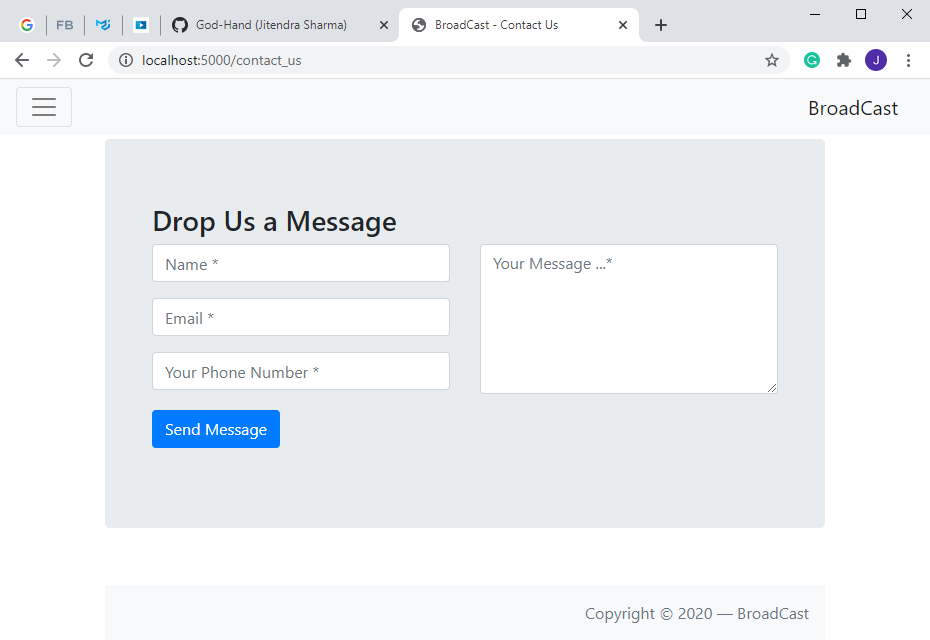 FB
God-Hand (Jitendra Sharma)
BroadCast - Contact Us
localhost:5000/contact_us
J
BroadCast
Drop Us a Message
Name *
Your Message ...*
Email *
Your Phone Number *
Send Message
Copyright © 2020 — BroadCast